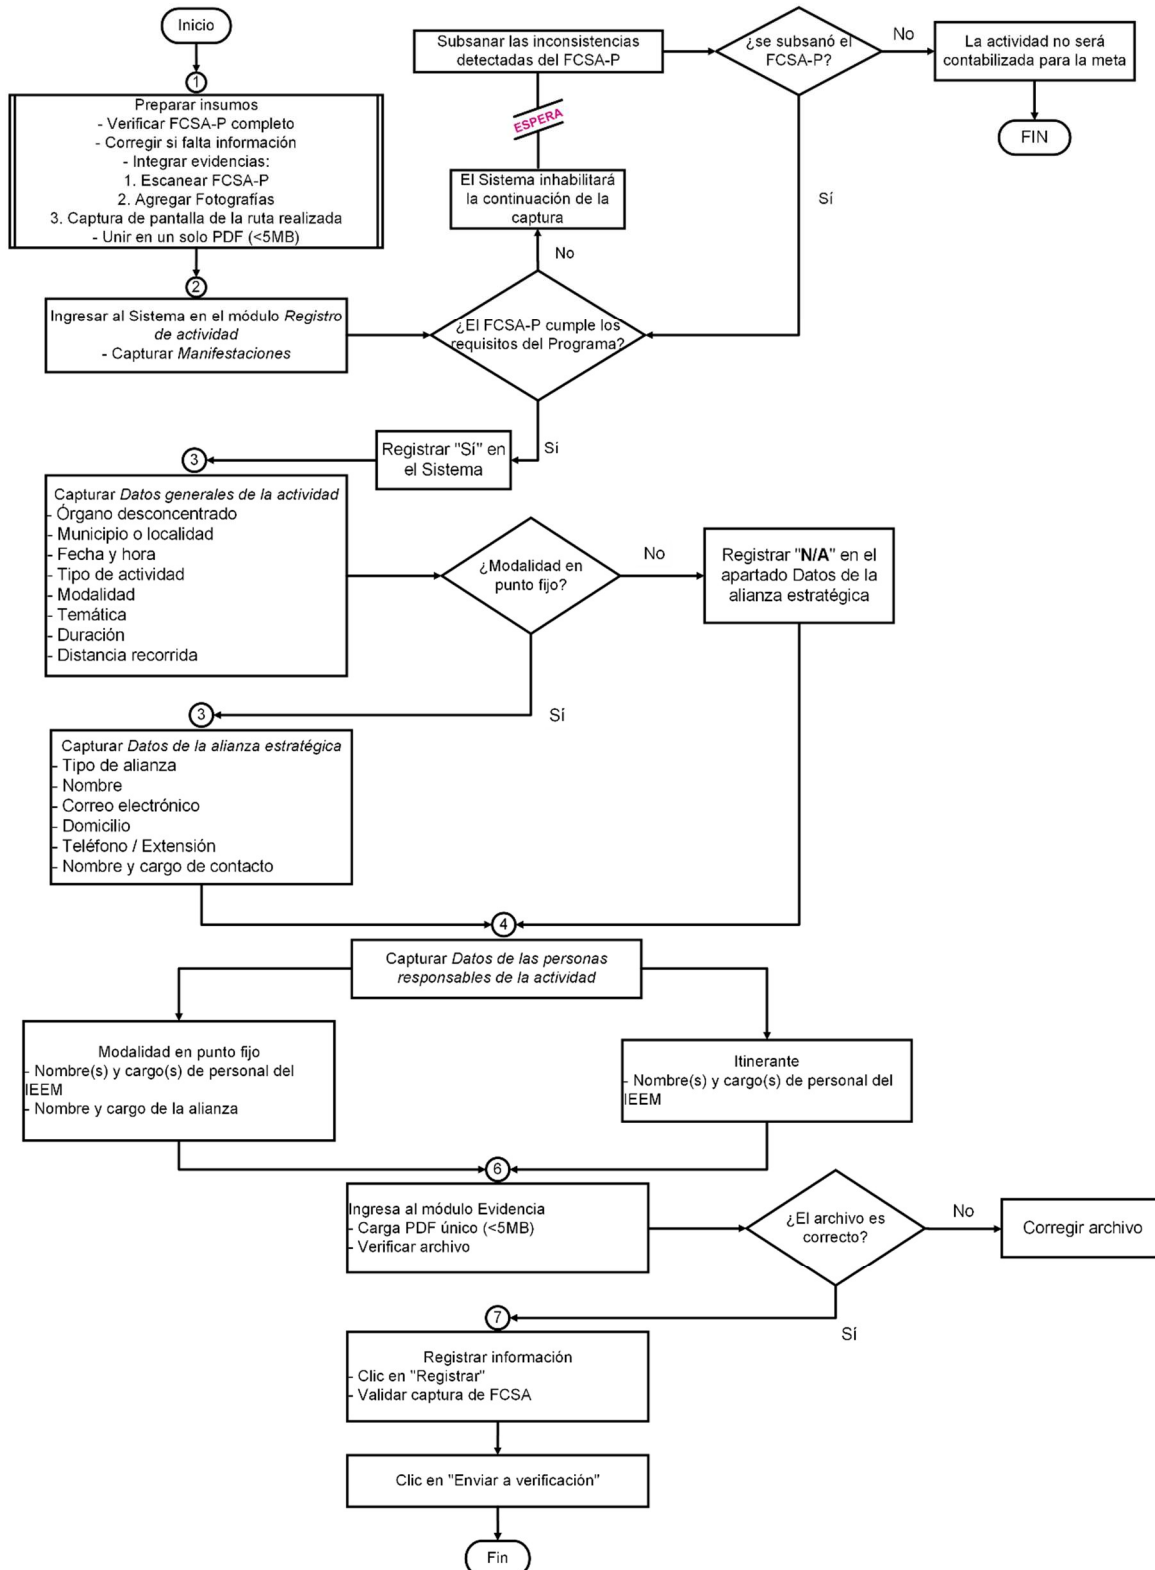 Inicio
1
Preparar insumos
- Verificar FCSA-P completo
- Corregir si falta información
- Integrar evidencias:
1. Escanear FCSA-P
2. Agregar Fotografías
3. Captura de pantalla de la ruta realizada
- Unir en un solo PDF (<5MB)
2
Ingresar al Sistema en el módulo Registro
de actividad
- Capturar Manifestaciones
¿El FCSA-P cumple los
requisitos del Programa?
No
El Sistema inhabilitará
la continuación de la
captura
ESPERA
Subsanar las inconsistencias
detectadas del FCSA-P
¿se subsanó el
FCSA-P?
No
La actividad no será
contabilizada para la meta
FIN
Sí
Sí
Registrar "Sí" en
el Sistema
3
Capturar Datos generales de la actividad
- Órgano desconcentrado
- Municipio o localidad
- Fecha y hora
- Tipo de actividad
- Modalidad
- Temática
- Duración
- Distancia recorrida
¿Modalidad en
punto fijo?
No
Registrar "N/A" en el
apartado Datos de la
alianza estratégica
Sí
3
Capturar Datos de la alianza estratégica
- Tipo de alianza
- Nombre
- Correo electrónico
- Domicilio
- Teléfono / Extensión
- Nombre y cargo de contacto
4
Capturar Datos de las personas
responsables de la actividad
Modalidad en punto fijo
- Nombre(s) y cargo(s) de personal del
IEEM
- Nombre y cargo de la alianza
Itinerante
- Nombre(s) y cargo(s) de personal del
IEEM
6
Ingresa al módulo Evidencia
- Carga PDF único (<5MB)
- Verificar archivo
¿El archivo es
correcto?
No
Corregir archivo
Sí
7
Registrar información
- Clic en "Registrar"
- Validar captura de FCSA
Clic en "Enviar a verificación"
Fin